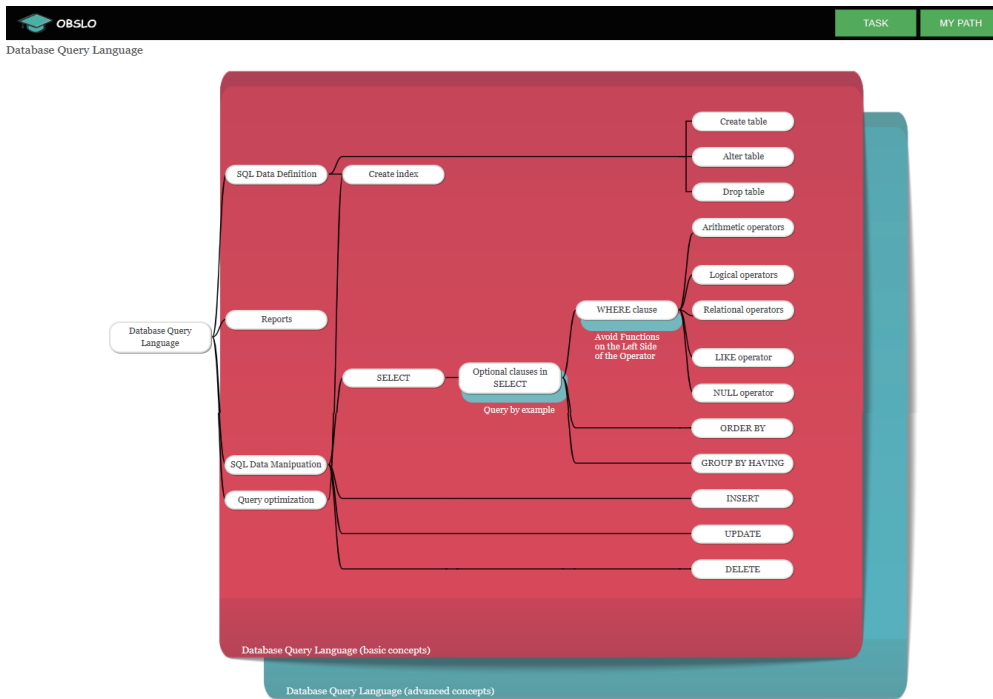 OBSLO
TASK
MY PATH
Database Query Language
Create table
Alter table
SQL Data Definition
Create index
Drop table
Arithmetic operators
Logical operators
WHERE clause
Relational operators
Reports
Database Query
Language
Avoid Functions
on the Left Side
of the Operator
LIKE operator
SELECT
Optional clauses in
SELECT
NULL operator
Query by example
ORDER BY
SQL Data Manipuation
GROUP BY HAVING
Query optimization
INSERT
UPDATE
DELETE
Database Query Language (basic concepts)
Database Query Language (advanced concepts)